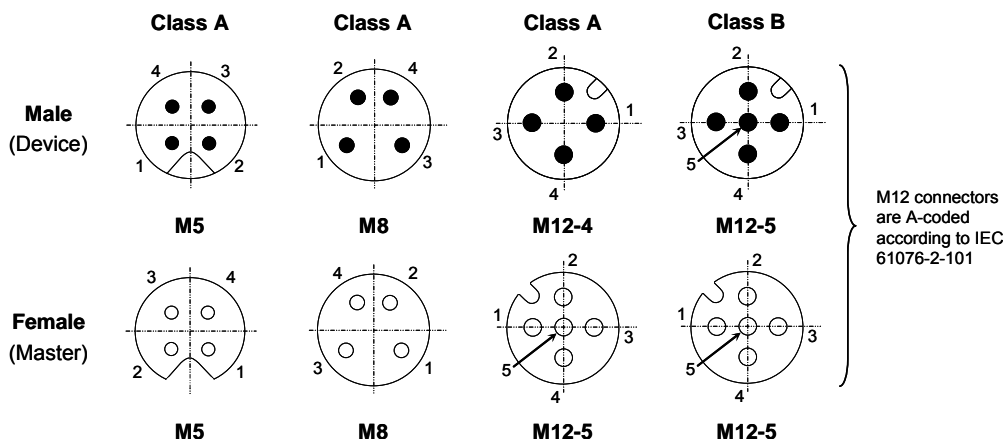 Class A Class A Class A Class B
4 3 2 4 2 2
Male
(Device)
1 1
3 3
5
1 2 1 3 4 4
M5 M8 M12-4 M12-5
M12 connectors
are A-coded
according to IEC
61076-2-101
3 4 4 2 2 2
Female
(Master)
1 3 1 3
5 5
2 1 3 1 4 4
M5 M8 M12-5 M12-5